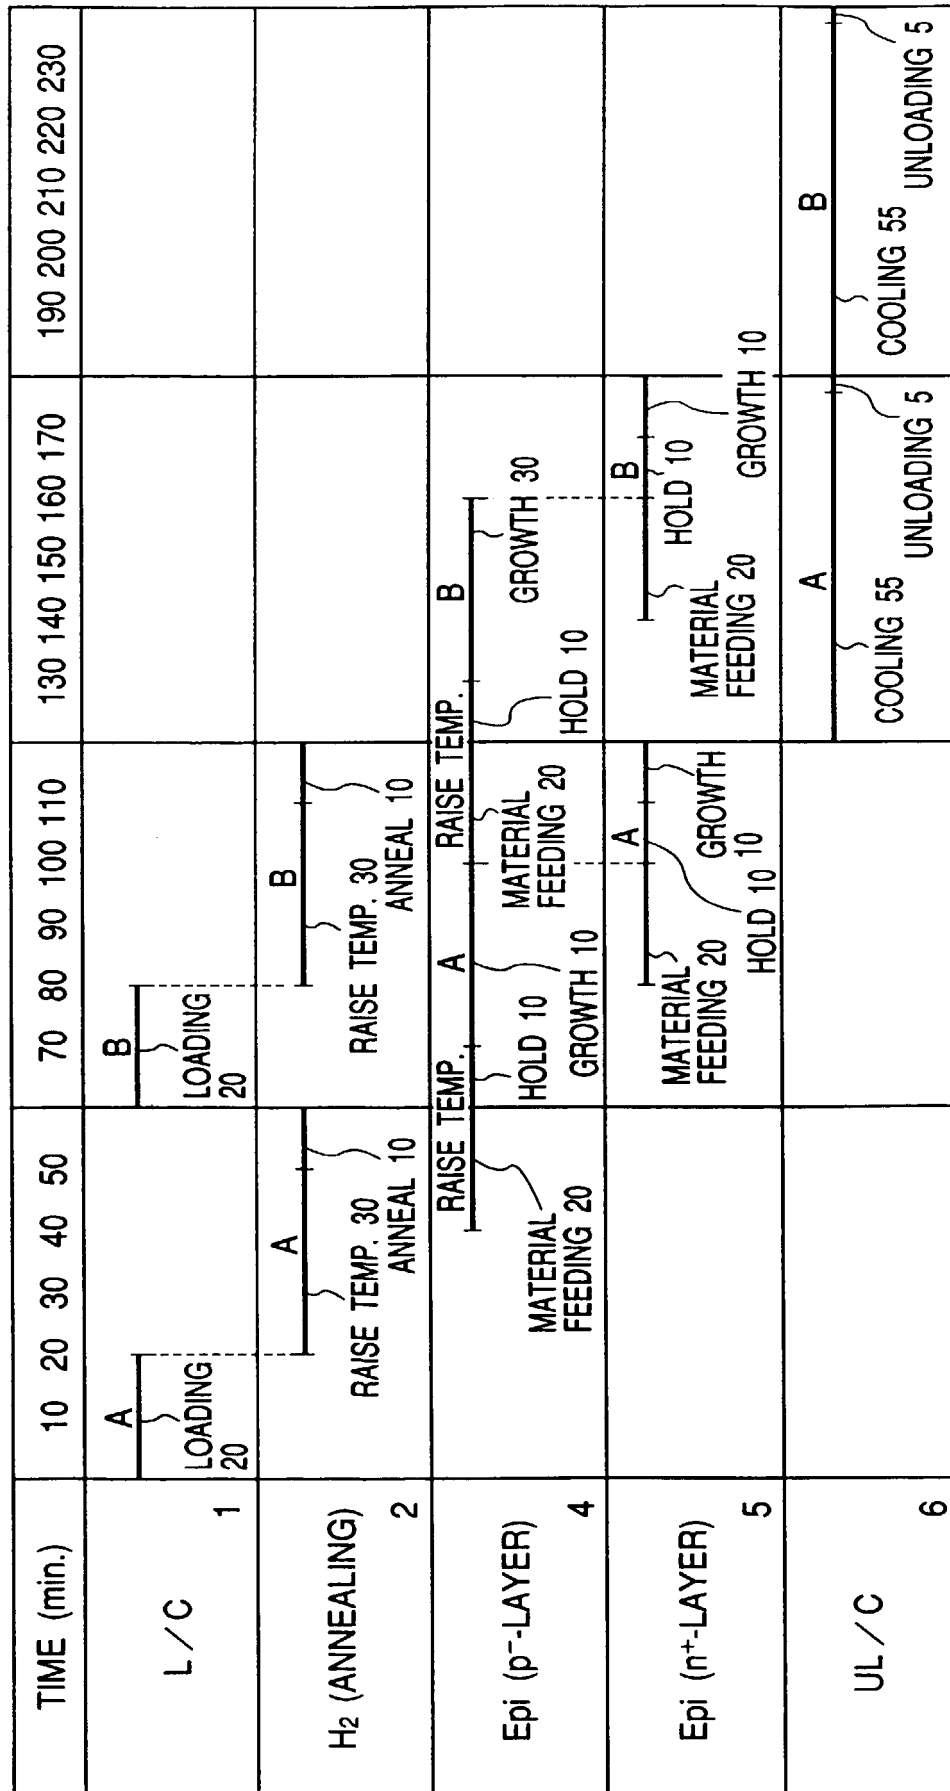 TIME (min.)
10 20 30 40 50 70 80 90 100 110 130 140 150 160 170 190 200 210 220 230
L/C
1
A
LOADING
20
B
LOADING
20
H2 (ANNEALING)
2
A
RAISE TEMP. 30
ANNEAL 10
B
RAISE TEMP. 30
ANNEAL 10
Epi (p⁻-LAYER)
4
RAISE TEMP.
A
RAISE TEMP.
B
MATERIAL
FEEDING 20
HOLD 10
GROWTH 10
MATERIAL
FEEDING 20
HOLD 10
GROWTH 30
Epi (n⁺-LAYER)
5
A
MATERIAL
FEEDING 20
HOLD 10
GROWTH
10
B
MATERIAL
FEEDING 20
HOLD 10
GROWTH 10
UL/C
6
A
COOLING 55
UNLOADING 5
B
COOLING 55
UNLOADING 5